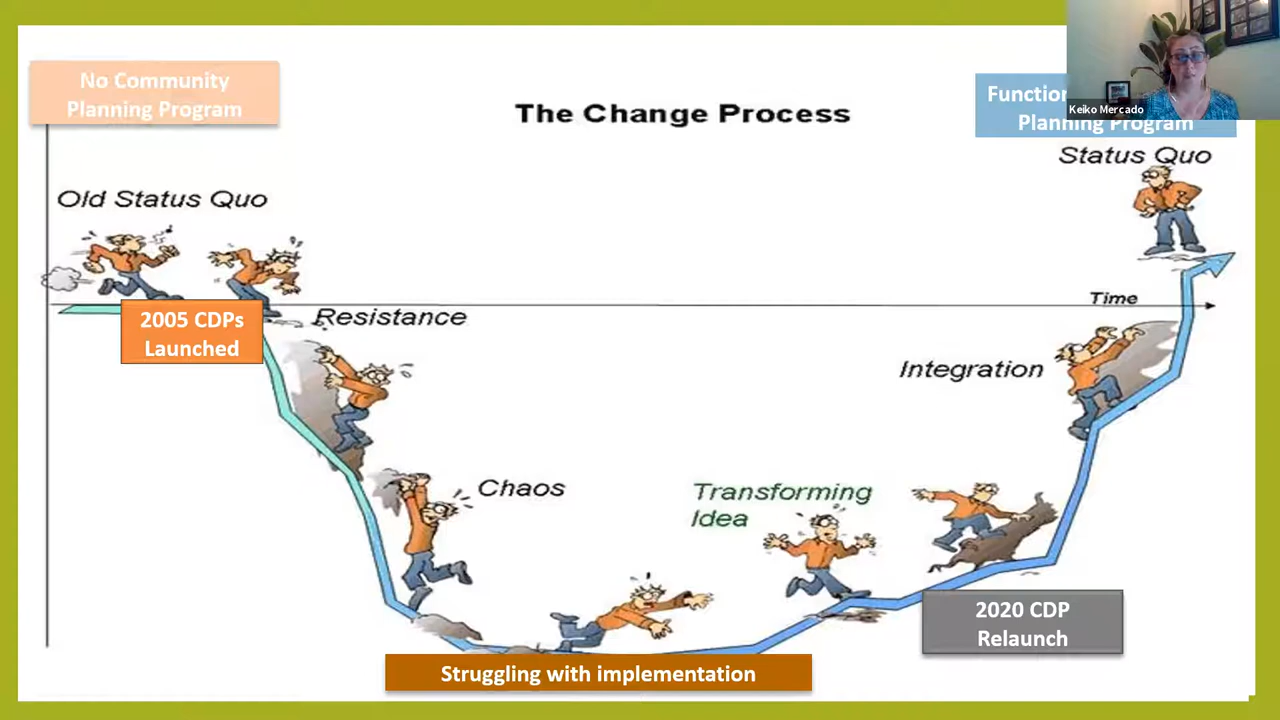 No Community
Planning Program
The Change Process
Keiko Mercado
Planning Program
Status Quo
Old Status Quo
Time
2005 CDPs
Launched
Resistance
Integration
Chaos
Transforming
Idea
2020 CDP
Relaunch
Struggling with implementation